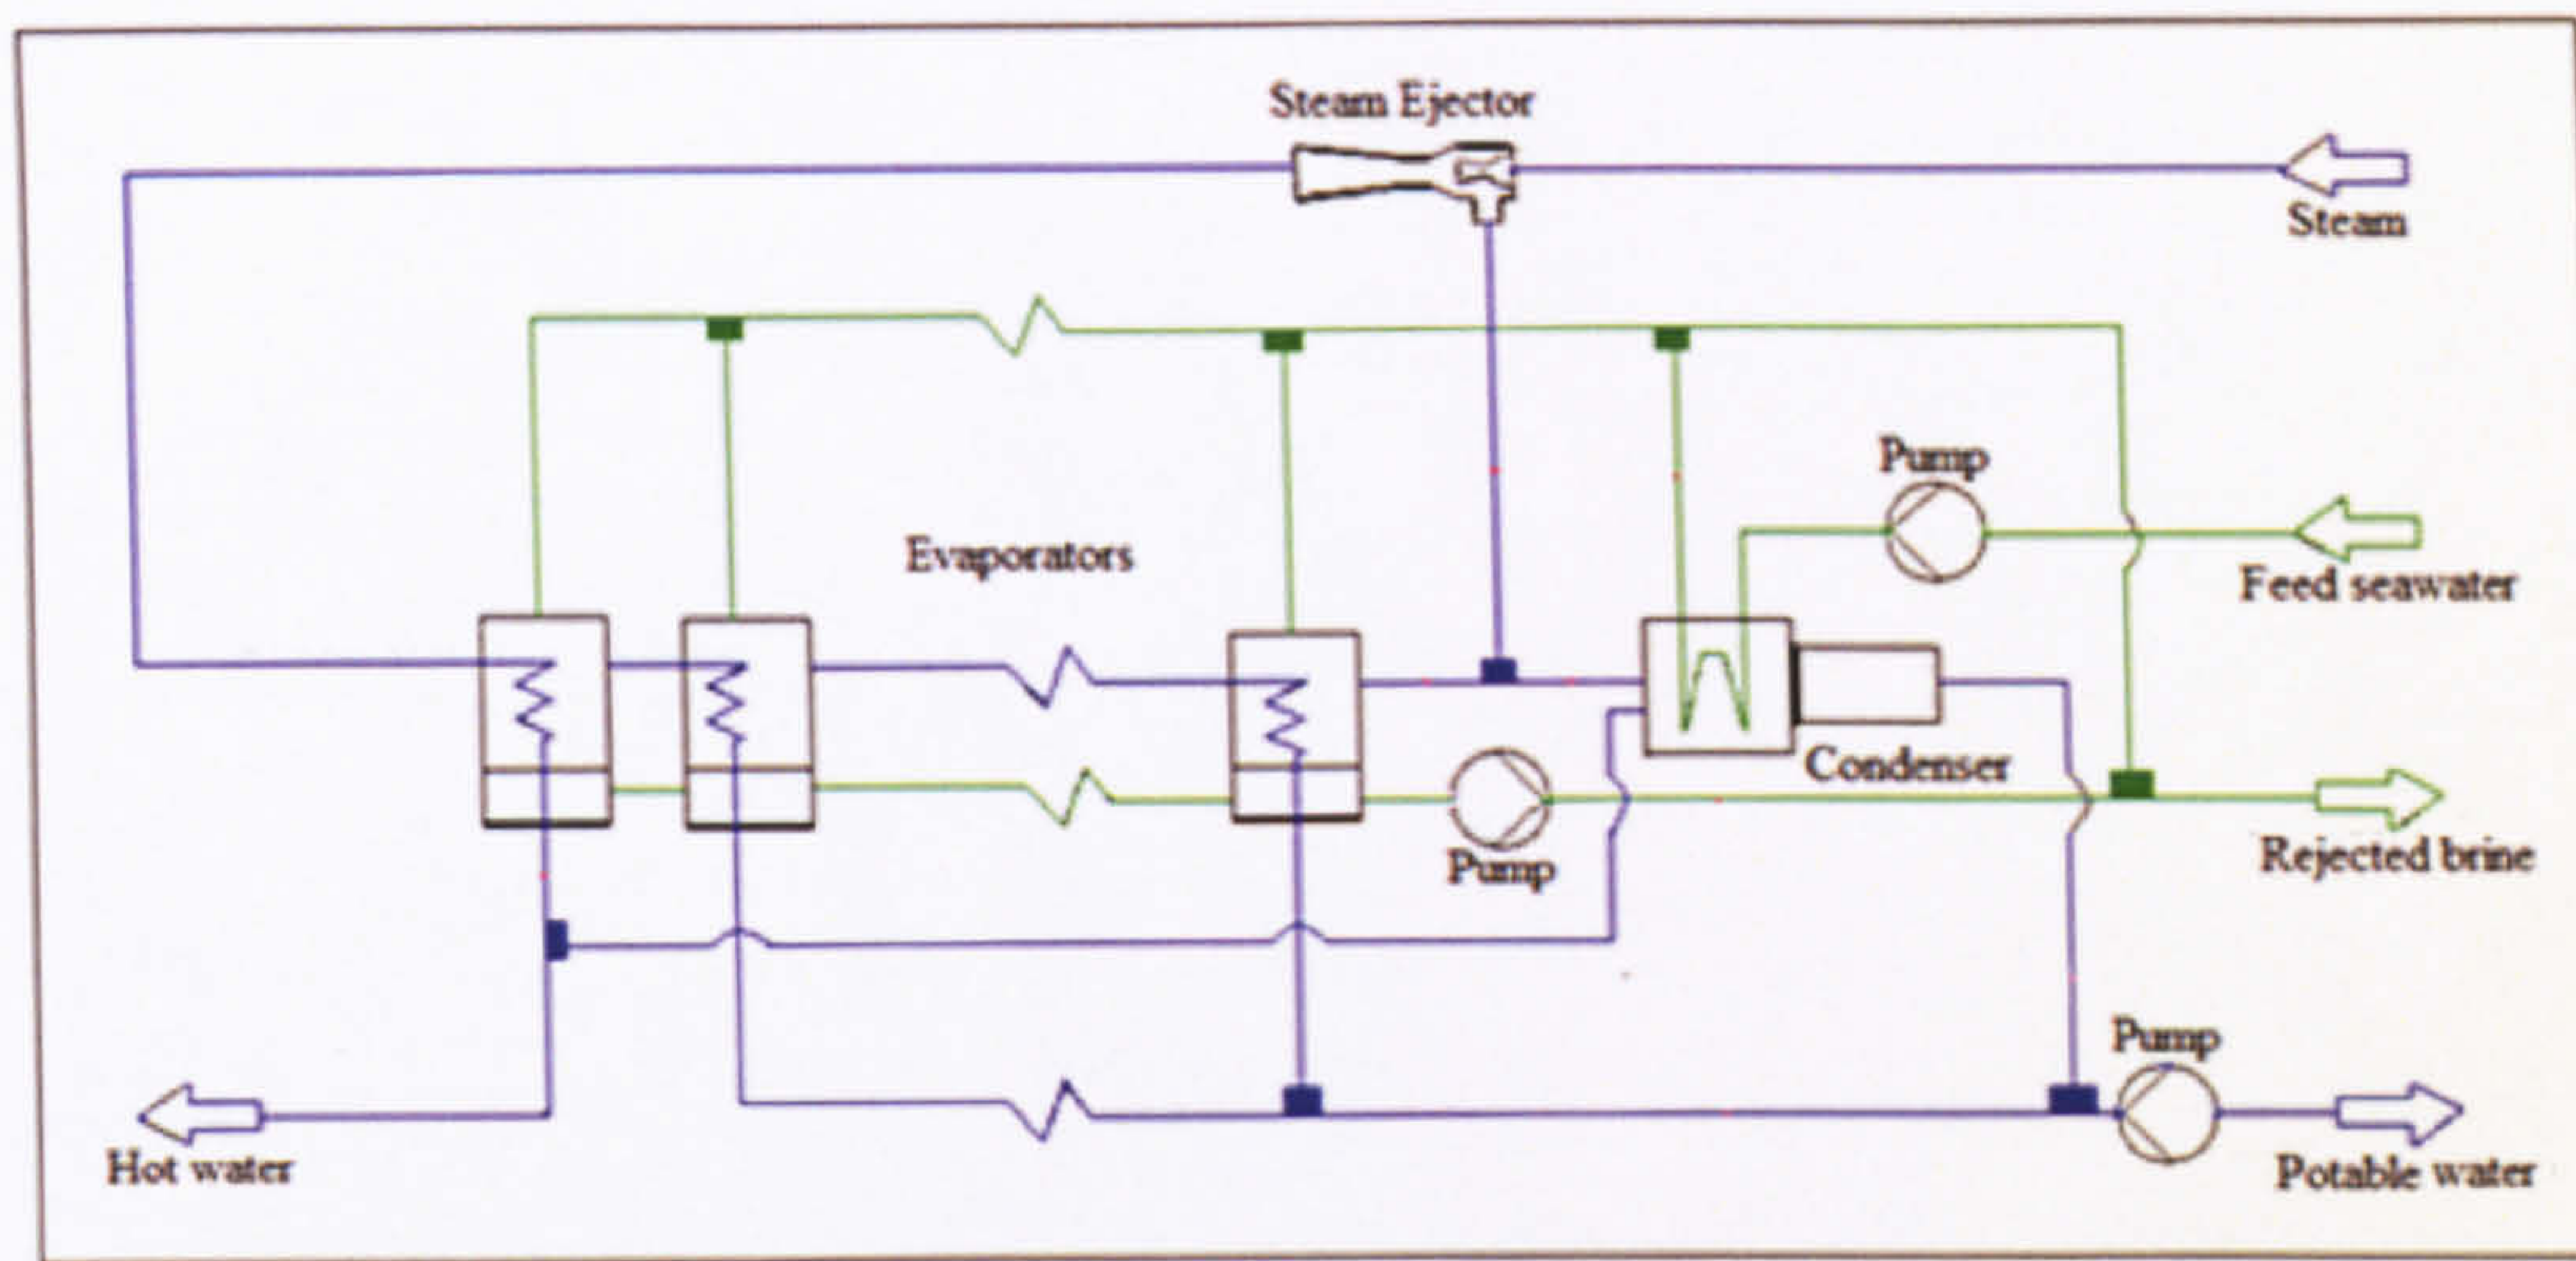 Steam Ejector
Steam
Pump
Evaporators
Feed seawater
Condenser
Pump
Rejected brine
Pump
Hot water
Potable water